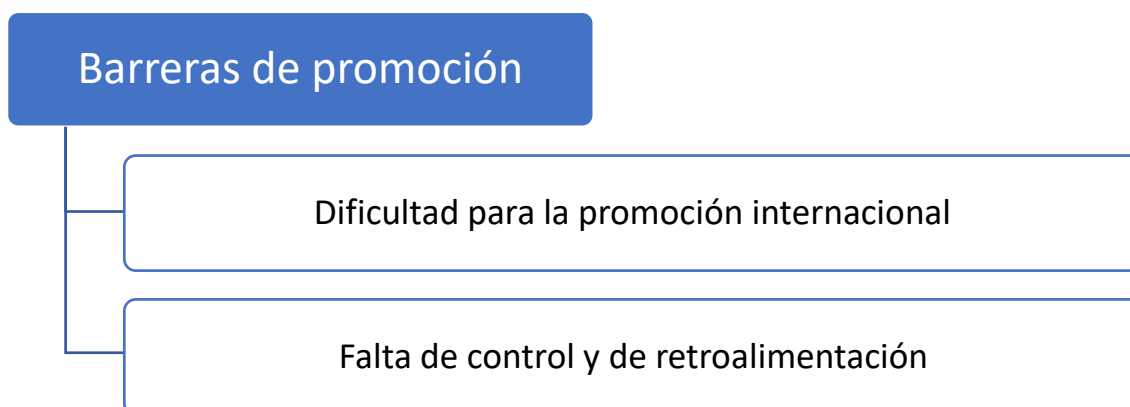 Barreras de promoción
Dificultad para la promoción internacional
Falta de control y de retroalimentación